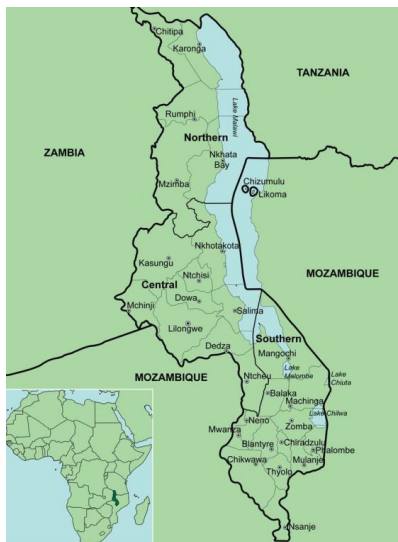 Chitipa
Karonga
TANZANIA
Lake Malawi
Rumphi
Northern
ZAMBIA
Nkhata
Bay
Mzimba
Chizumulu
Likoma
Nkhotakota
Kasungu
MOZAMBIQUE
Ntchisi
Central
Dowa
Mchinji
Salima
Lilongwe
Southern
Dedza
Mangochi
MOZAMBIQUE
Lake
Malombe
Lake
Chiuta
Ntcheu
Balaka
Machinga
Lake Chilwa
Neno
Zomba
Mwanza
Blantyre
Chiradzulu
Phalombe
Chikwawa
Mulanje
Thyolo
Nsanje